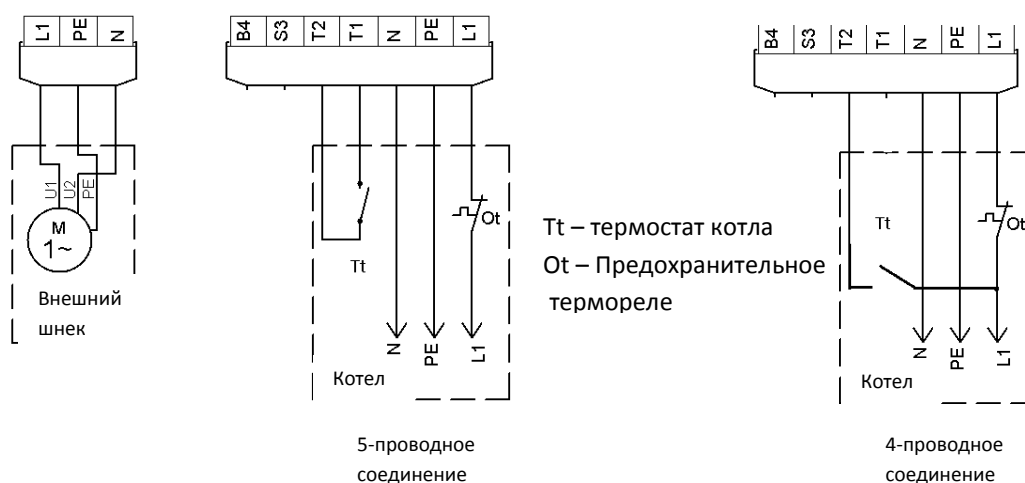 L1 PE N
U1
U2
PE
M
1~
Внешний
шнек
B4 S3 T2 T1 N PE L1
Tt
Ot
N PE L1
Котел
5-проводное
соединение
Tt – термостат котла
Ot – Предохранительное
термореле
B4 S3 T2 T1 N PE L1
Tt
Ot
N PE L1
Котел
4-проводное
соединение